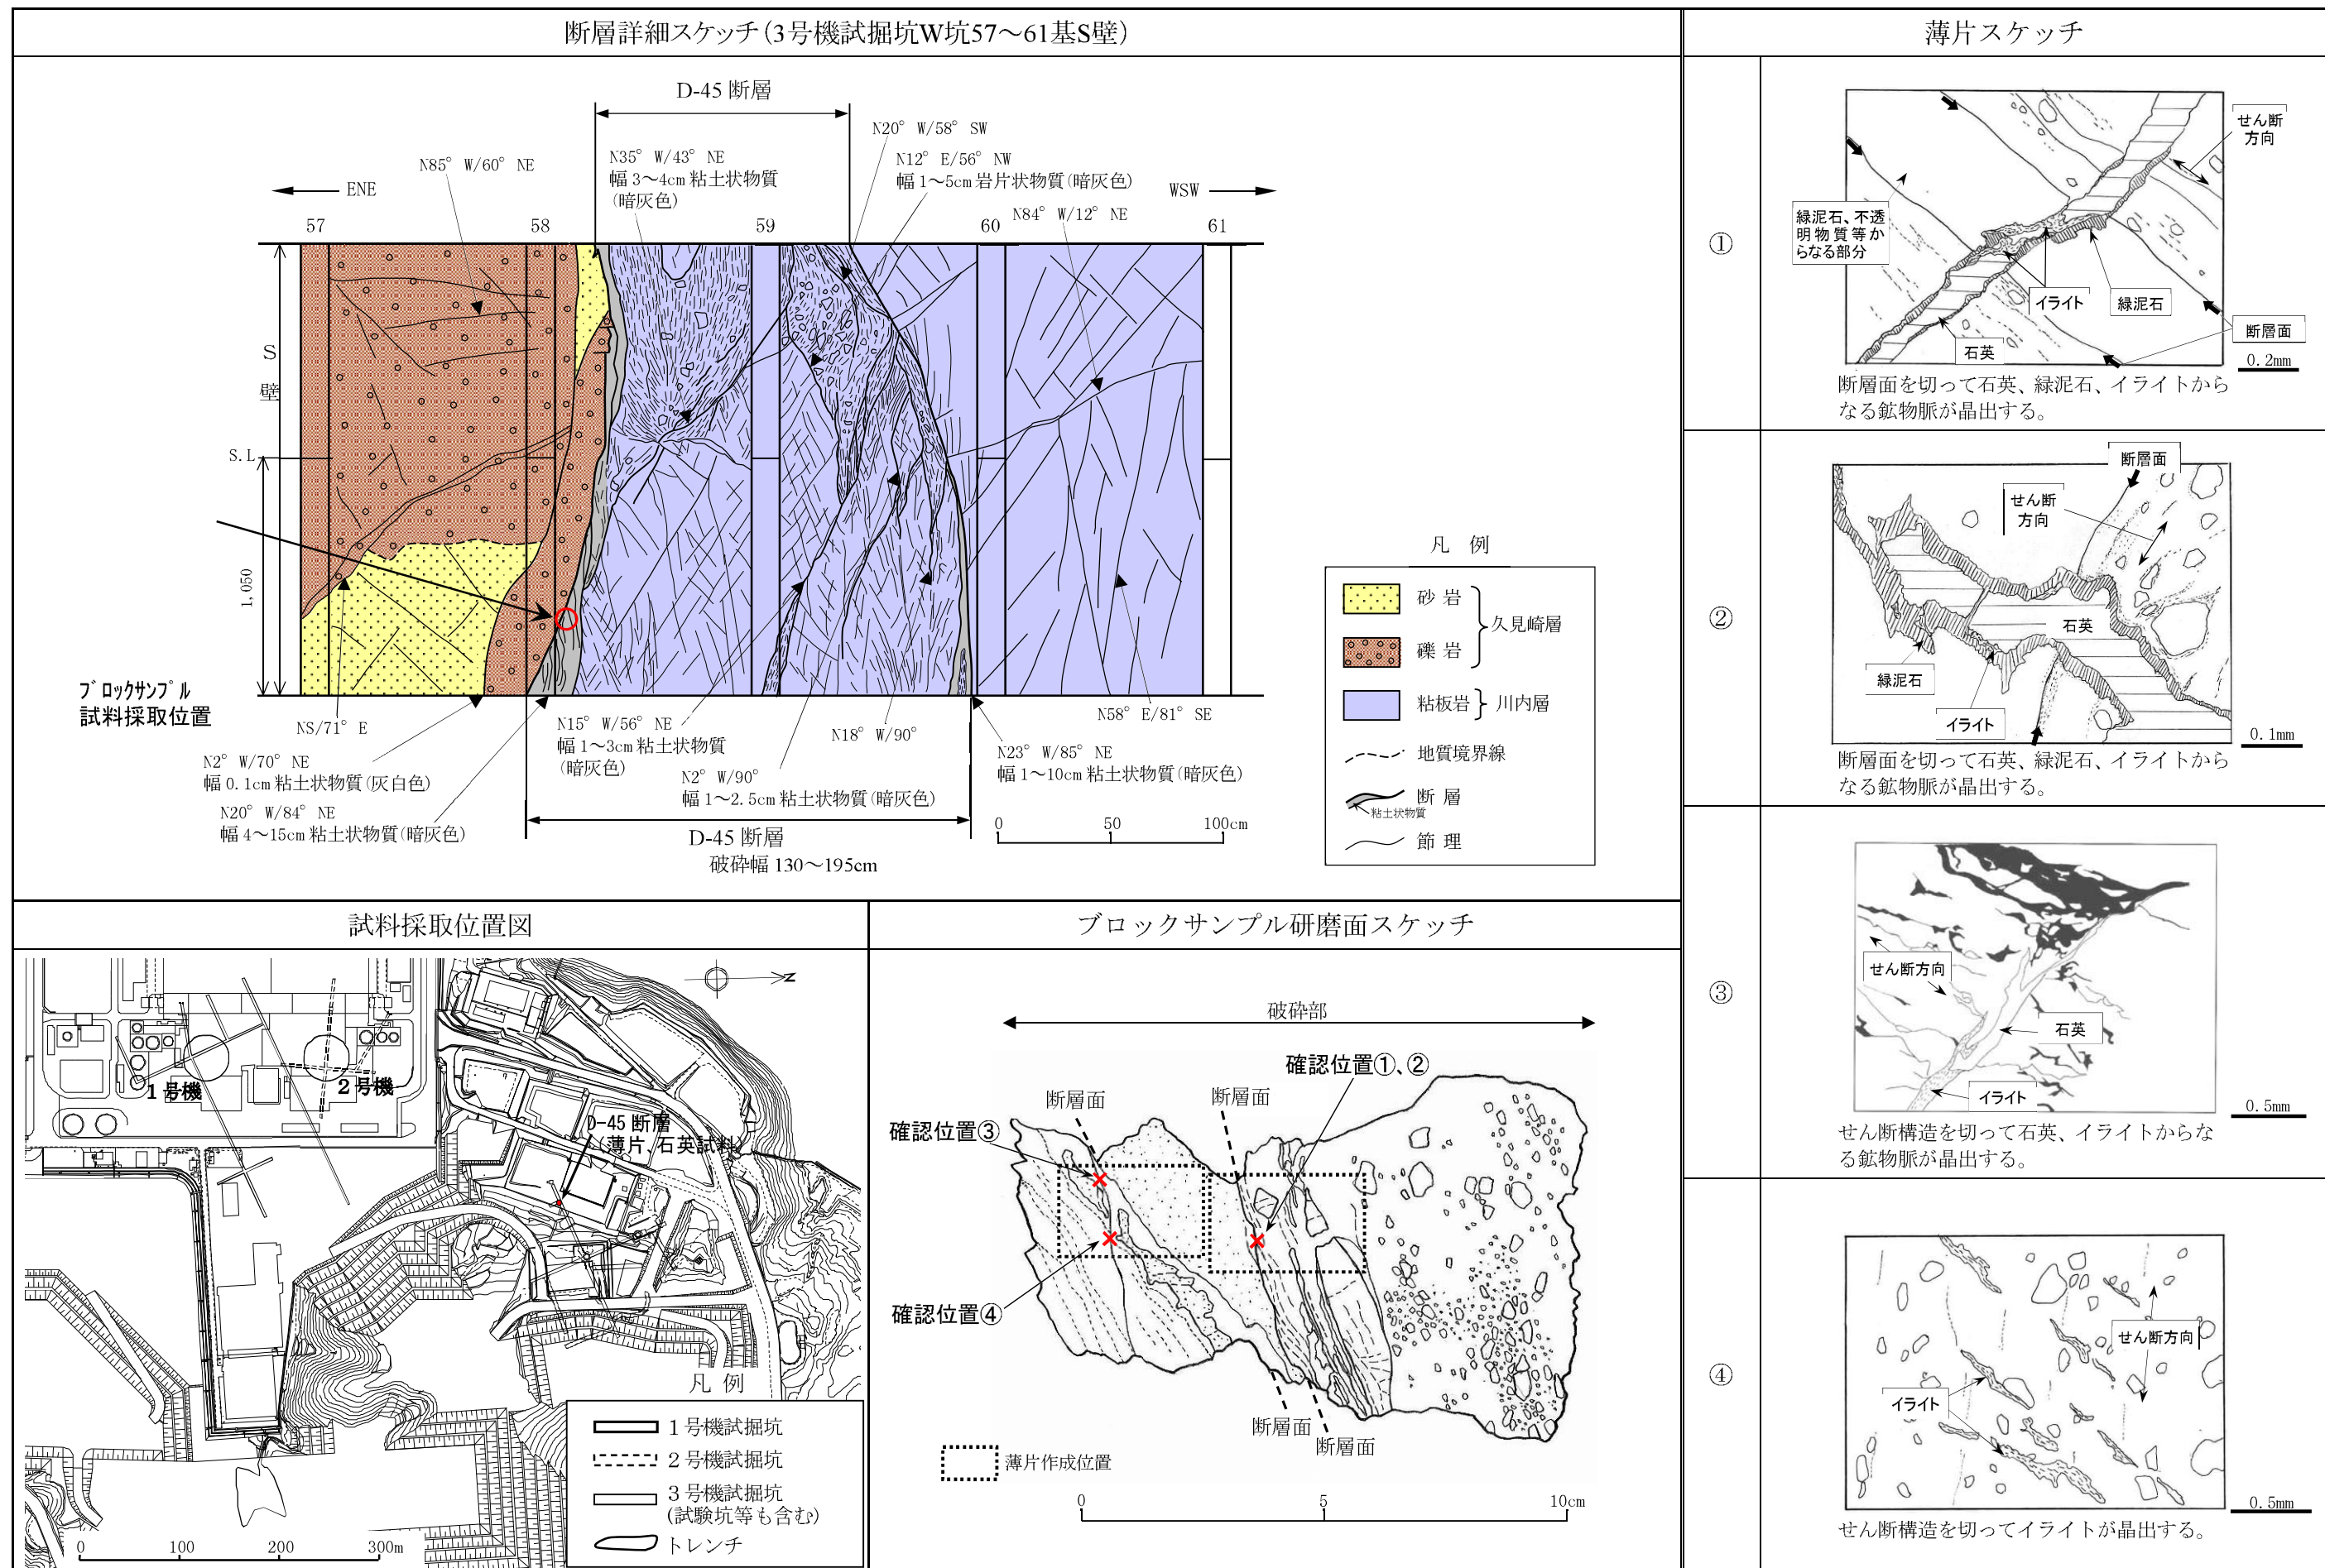 断層詳細スケッチ(3号機試掘坑W坑57～61基S壁)
D-45 断層
N20° W/58° SW
N85° W/60° NE
N35° W/43° NE
幅 3～4cm 粘土状物質
(暗灰色)
N12° E/56° NW
幅 1～5cm 岩片状物質(暗灰色)
ENE
WSW
N84° W/12° NE
57
58
59
60
61
S
壁
S.L
1,050
ブロックサンプル
試料採取位置
NS/71° E
N2° W/70° NE
幅 0.1cm 粘土状物質(灰白色)
N20° W/84° NE
幅 4～15cm 粘土状物質(暗灰色)
N15° W/56° NE
幅 1～3cm 粘土状物質
(暗灰色)
N2° W/90°
幅 1～2.5cm 粘土状物質(暗灰色)
N18° W/90°
N58° E/81° SE
N23° W/85° NE
幅 1～10cm 粘土状物質(暗灰色)
D-45 断層
破砕幅 130～195cm
0 50 100cm
凡 例
砂 岩
礫 岩
久見崎層
粘板岩
川内層
地質境界線
断 層
粘土状物質
節 理
試料採取位置図
N
1号機
2号機
D-45 断層
(薄片、石英試料)
凡 例
1号機試掘坑
2号機試掘坑
3号機試掘坑
(試験坑等も含む)
トレンチ
0 100 200 300m
ブロックサンプル研磨面スケッチ
破砕部
確認位置①、②
断層面
断層面
確認位置③
確認位置④
断層面
断層面
薄片作成位置
0 5 10cm
薄片スケッチ
①
せん断
方向
緑泥石、不透
明物質等か
らなる部分
イライト
緑泥石
断層面
石英
0.2mm
断層面を切って石英、緑泥石、イライトから
なる鉱物脈が晶出する。
②
断層面
せん断
方向
石英
緑泥石
イライト
0.1mm
断層面を切って石英、緑泥石、イライトから
なる鉱物脈が晶出する。
③
せん断方向
石英
イライト
0.5mm
せん断構造を切って石英、イライトからな
る鉱物脈が晶出する。
④
せん断方向
イライト
0.5mm
せん断構造を切ってイライトが晶出する。